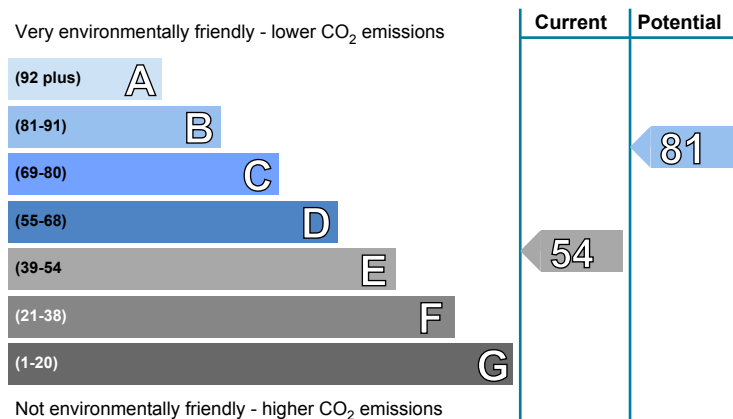 Current Potential
Very environmentally friendly - lower CO2 emissions
(92 plus) A
(81-91) B
81
(69-80) C
(55-68) D
54
(39-54 E
(21-38) F
(1-20) G
Not environmentally friendly - higher CO2 emissions